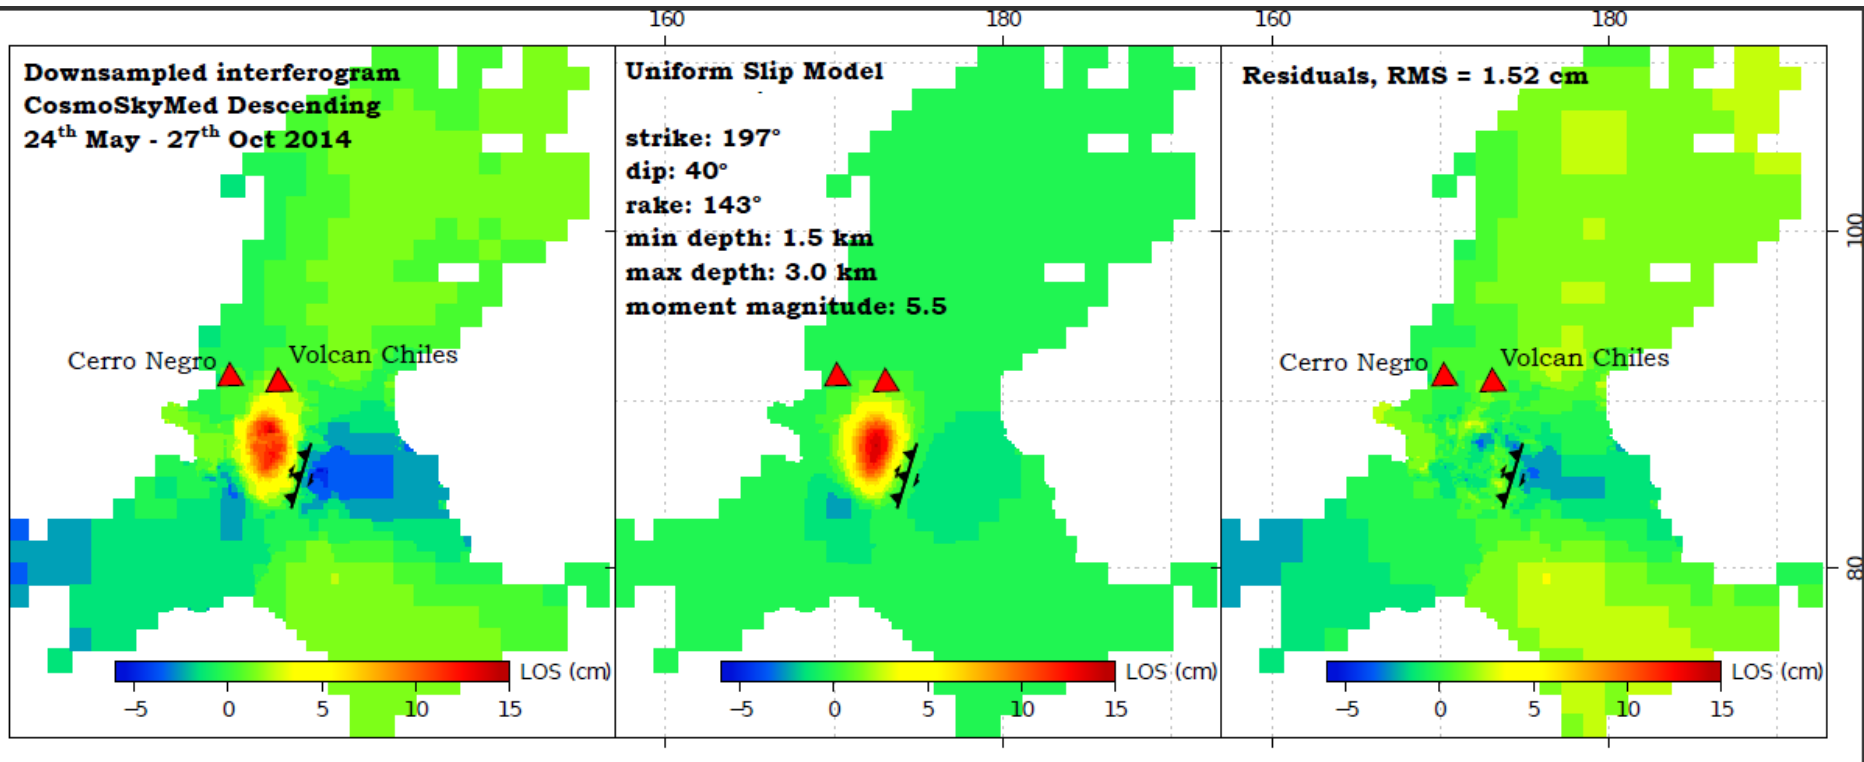 160
180
160
180
Downsampled interferogram
CosmoSkyMed Descending
24th May - 27th Oct 2014
Uniform Slip Model
strike: 197°
dip: 40°
rake: 143°
min depth: 1.5 km
max depth: 3.0 km
moment magnitude: 5.5
Residuals, RMS = 1.52 cm
Cerro Negro
Volcan Chiles
Cerro Negro
Volcan Chiles
100
80
LOS (cm)
−5
0
5
10
15
LOS (cm)
−5
0
5
10
15
LOS (cm)
−5
0
5
10
15